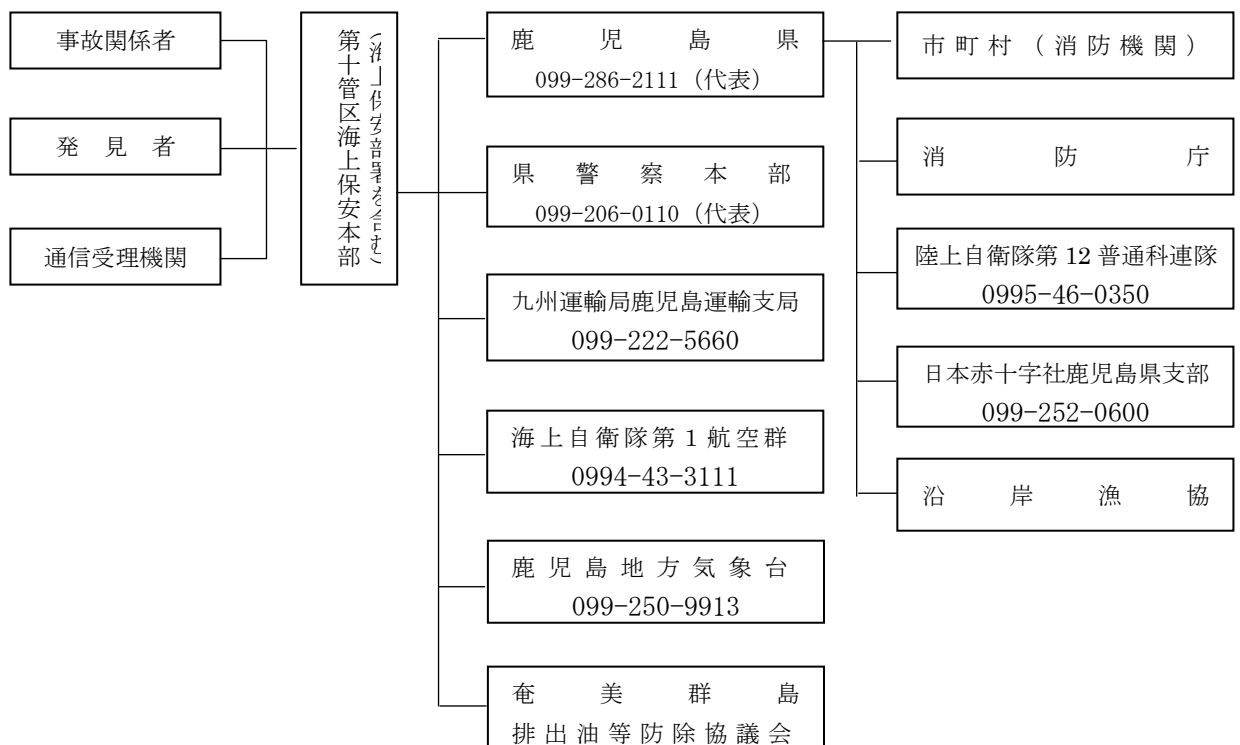 事故関係者
発見者
通信受理機関
第十管区海上保安本部
（海上保安部署を含む）
鹿児島県
099-286-2111（代表）
県警察本部
099-206-0110（代表）
九州運輸局鹿児島運輸支局
099-222-5660
海上自衛隊第1航空群
0994-43-3111
鹿児島地方気象台
099-250-9913
奄美群島
排出油等防除協議会
市町村（消防機関）
消防庁
陸上自衛隊第12普通科連隊
0995-46-0350
日本赤十字社鹿児島県支部
099-252-0600
沿岸漁協